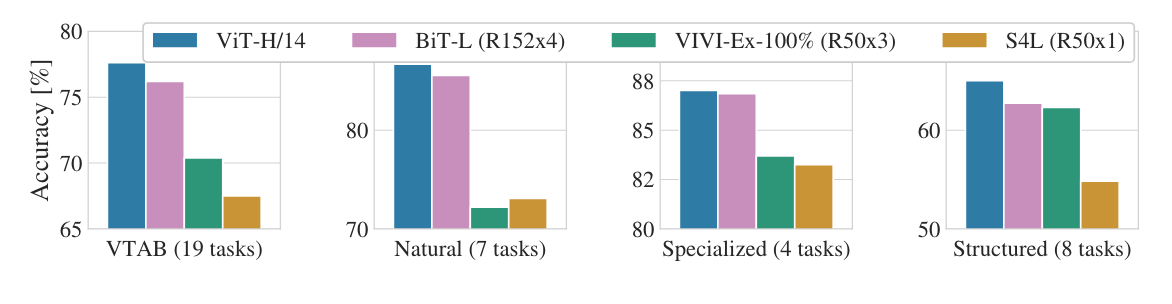 ViT-H/14 BiT-L (R152x4) VIVI-Ex-100% (R50x3) S4L (R50x1)
Accuracy [%]
80
75
70
65
VTAB (19 tasks)
80
70
Natural (7 tasks)
88
85
82
80
Specialized (4 tasks)
60
50
Structured (8 tasks)